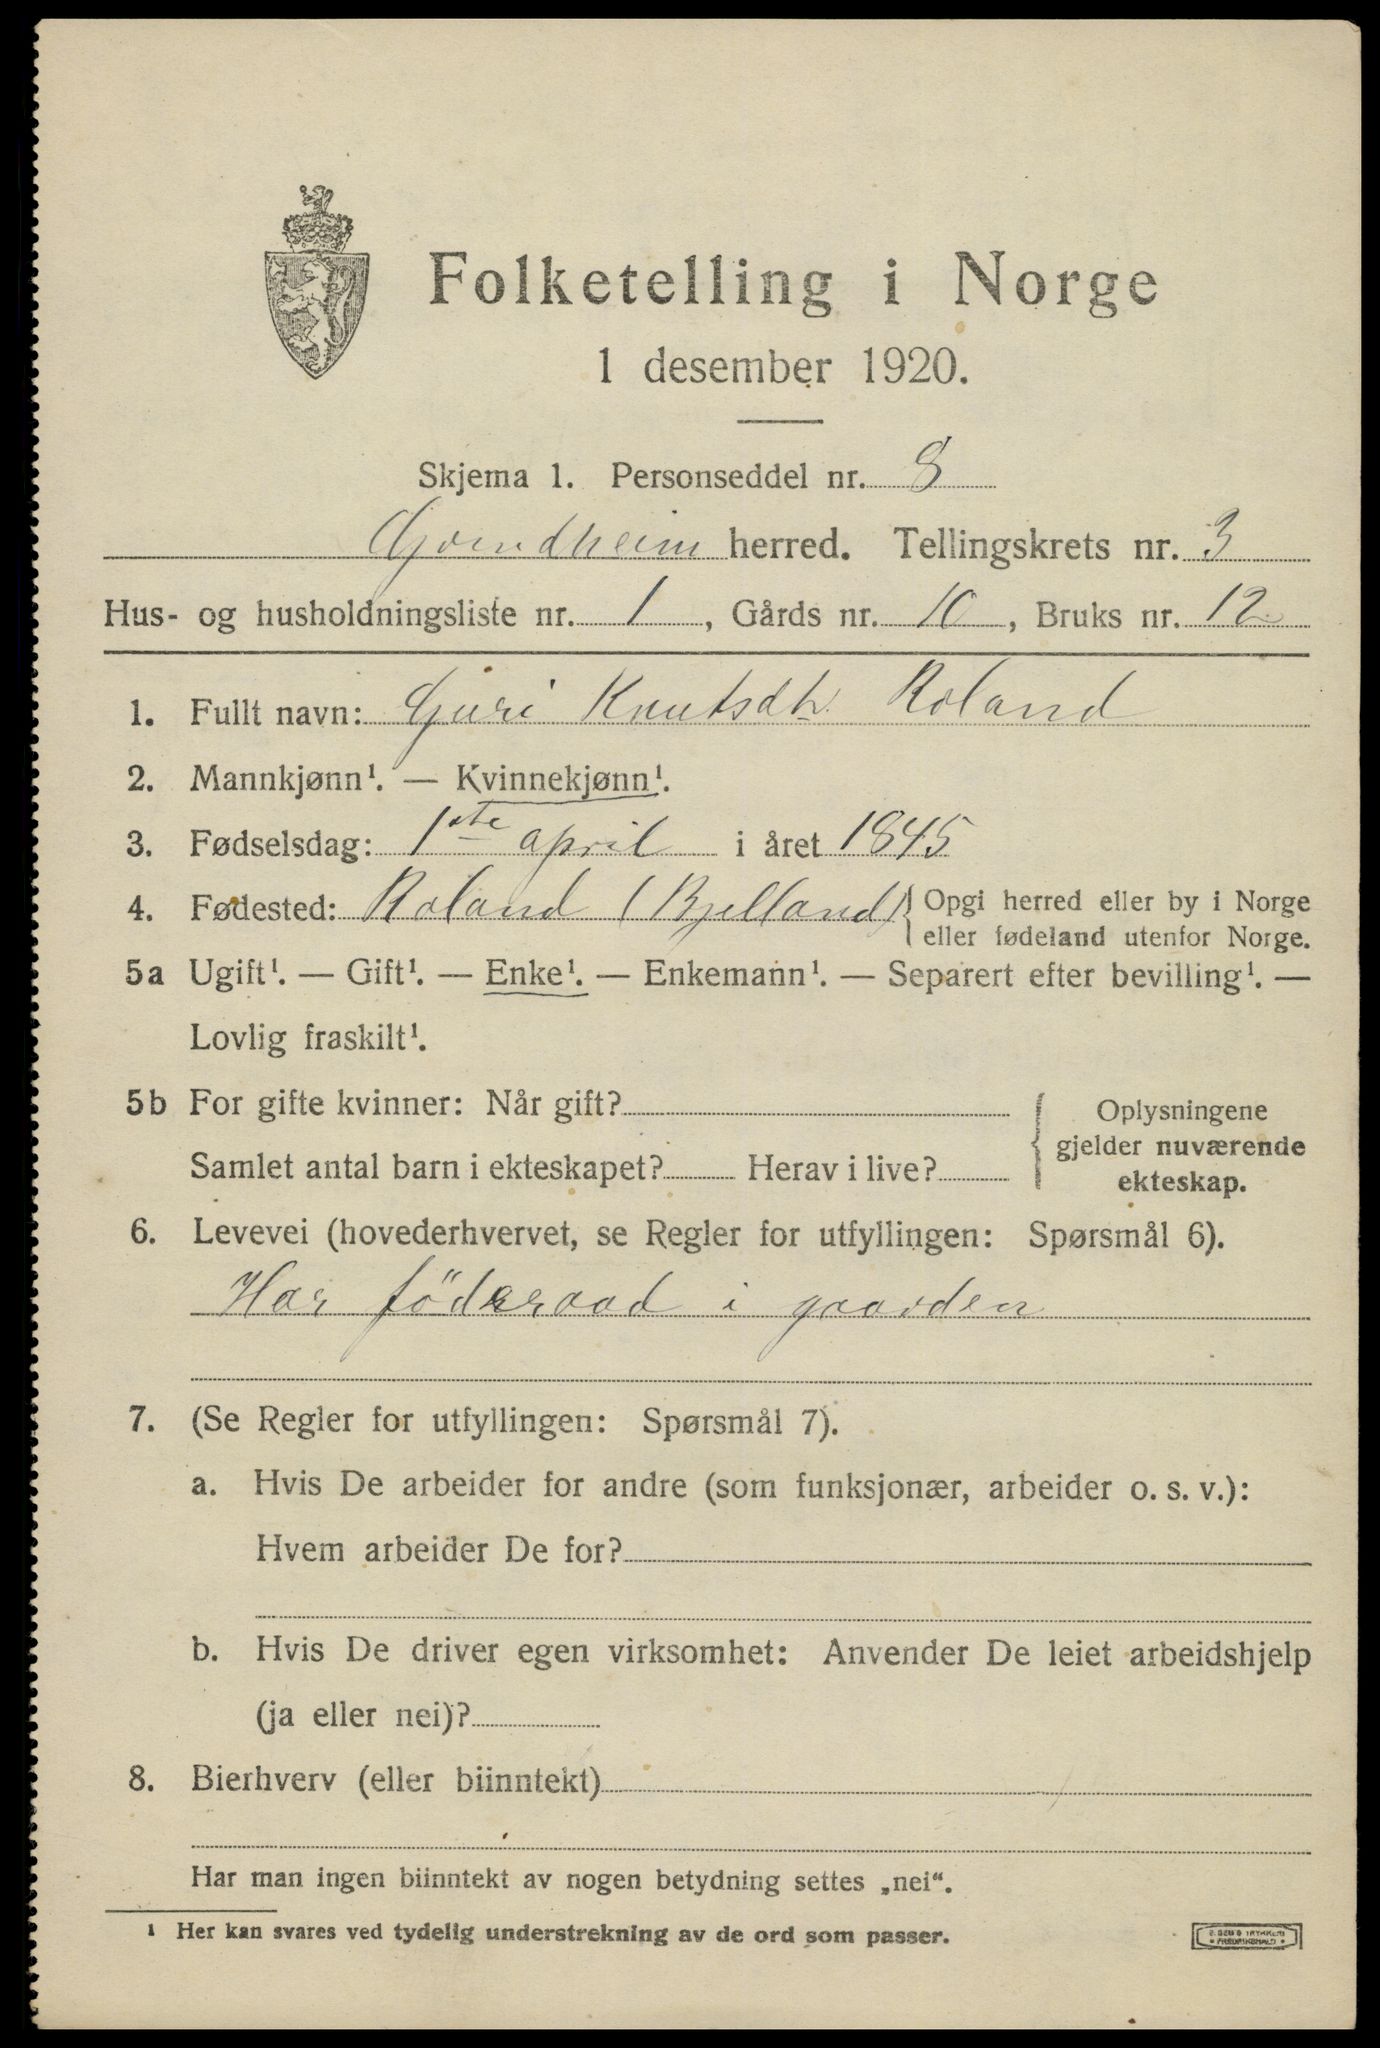 Folketelling i Norge
1 desember 1920.
Skjema 1. Personseddel nr. 8
Grindheim herred. Tellingskrets nr. 3
Hus- og husholdningsliste nr. 1, Gårds nr. 10, Bruks nr. 12
1. Fullt navn: Guri Knutsdtr. Roland
2. Mannkjønn¹. — Kvinnekjønn¹.
3. Fødselsdag: 1ste april i året 1845
4. Fødested: Roland (Bjelland) { Opgi herred eller by i Norge
eller fødeland utenfor Norge.
5a Ugift¹. — Gift¹. — Enke¹. — Enkemann¹. — Separert efter bevilling¹. —
Lovlig fraskilt¹.
5b For gifte kvinner: Når gift?
Samlet antal barn i ekteskapet? Herav i live?
Oplysningene
gjelder nuværende
ekteskap.
6. Levevei (hovederhvervet, se Regler for utfyllingen: Spørsmål 6).
Har föderaad i gaarden
7. (Se Regler for utfyllingen: Spørsmål 7).
a. Hvis De arbeider for andre (som funksjonær, arbeider o. s. v.):
Hvem arbeider De for?
b. Hvis De driver egen virksomhet: Anvender De leiet arbeidshjelp
(ja eller nei)?
8. Bierhverv (eller biinntekt)
Har man ingen biinntekt av nogen betydning settes „nei“.
¹ Her kan svares ved tydelig understrekning av de ord som passer.